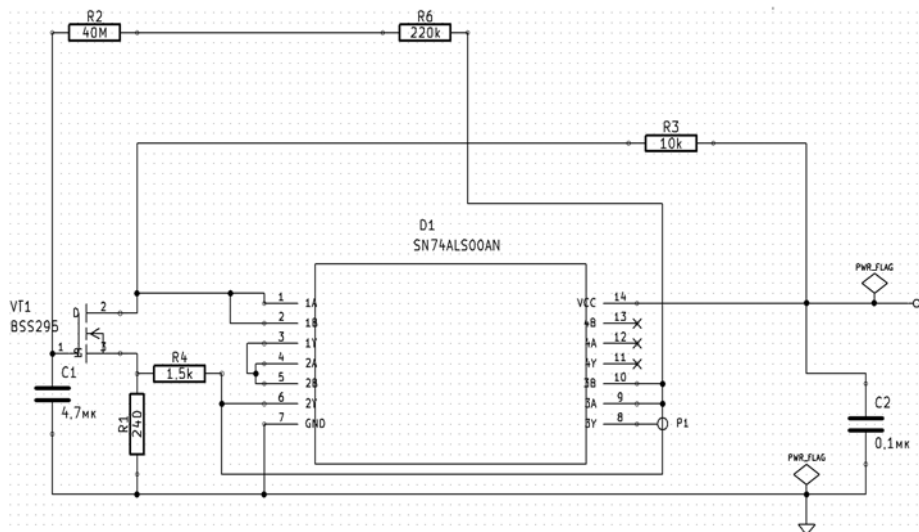 R2
40M
R6
220k
R3
10k
D1
SN74ALS00AN
PWR_FLAG
VT1
BSS295
D
2
1
3
C1
4,7мк
R4
1,5k
R1
240
1
1A
2
1B
3
1Y
4
2A
5
2B
6
2Y
7
GND
VCC
14
4B
13
4A
12
4Y
11
3B
10
3A
9
3Y
8
P1
C2
0,1мк
PWR_FLAG